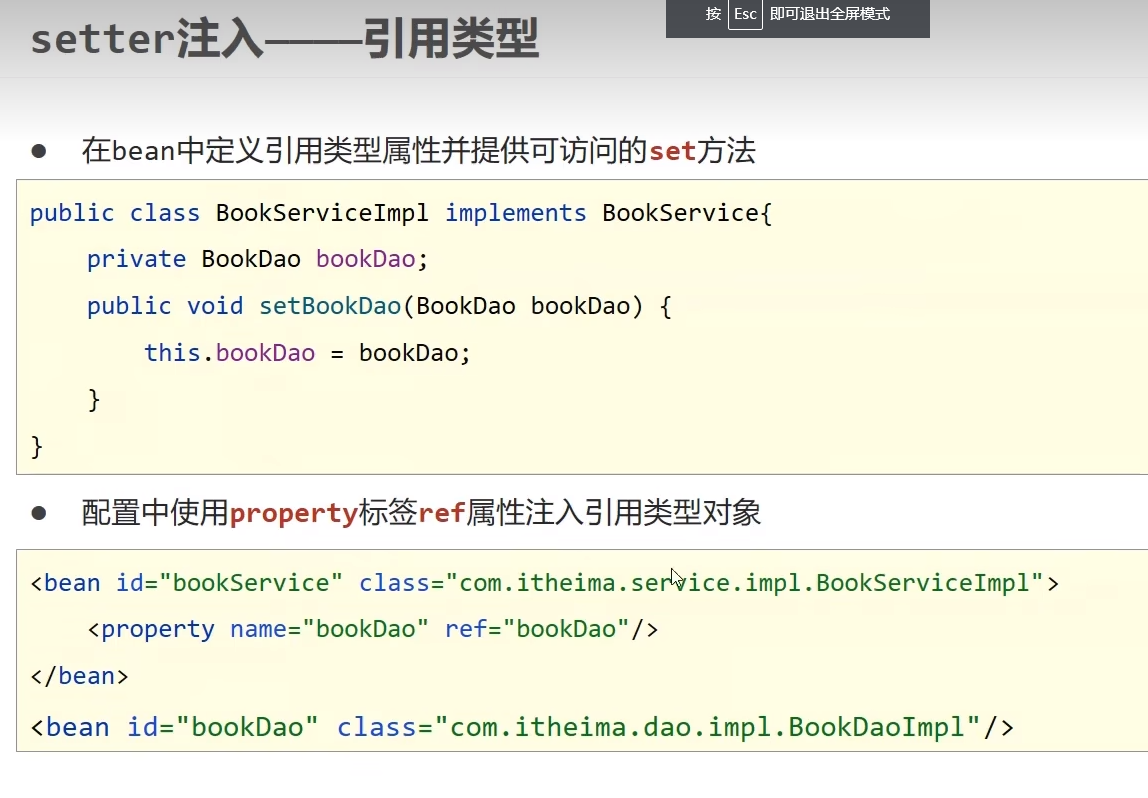 按 Esc 即可退出全屏模式
setter注入————引用类型
● 在bean中定义引用类型属性并提供可访问的set方法
public class BookServiceImpl implements BookService{
    private BookDao bookDao;
    public void setBookDao(BookDao bookDao) {
        this.bookDao = bookDao;
    }
}
● 配置中使用property标签ref属性注入引用类型对象
<bean id="bookService" class="com.itheima.service.impl.BookServiceImpl">
    <property name="bookDao" ref="bookDao"/>
</bean>
<bean id="bookDao" class="com.itheima.dao.impl.BookDaoImpl"/>